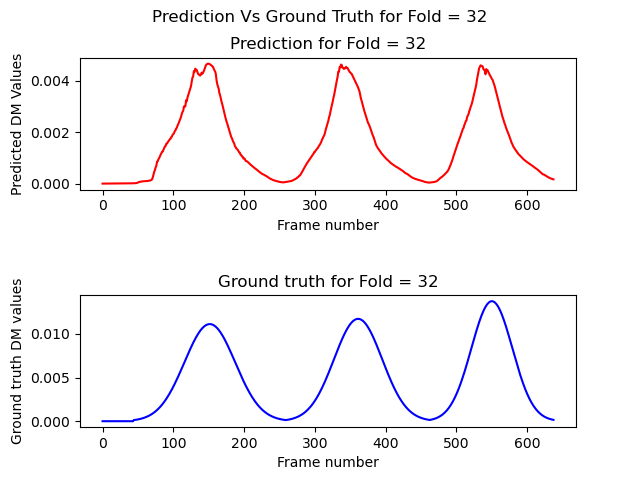 Prediction Vs Ground Truth for Fold = 32
Prediction for Fold = 32
Predicted DM Values
0.004
0.002
0.000
0 100 200 300 400 500 600
Frame number
Ground truth for Fold = 32
Ground truth DM values
0.010
0.005
0.000
0 100 200 300 400 500 600
Frame number